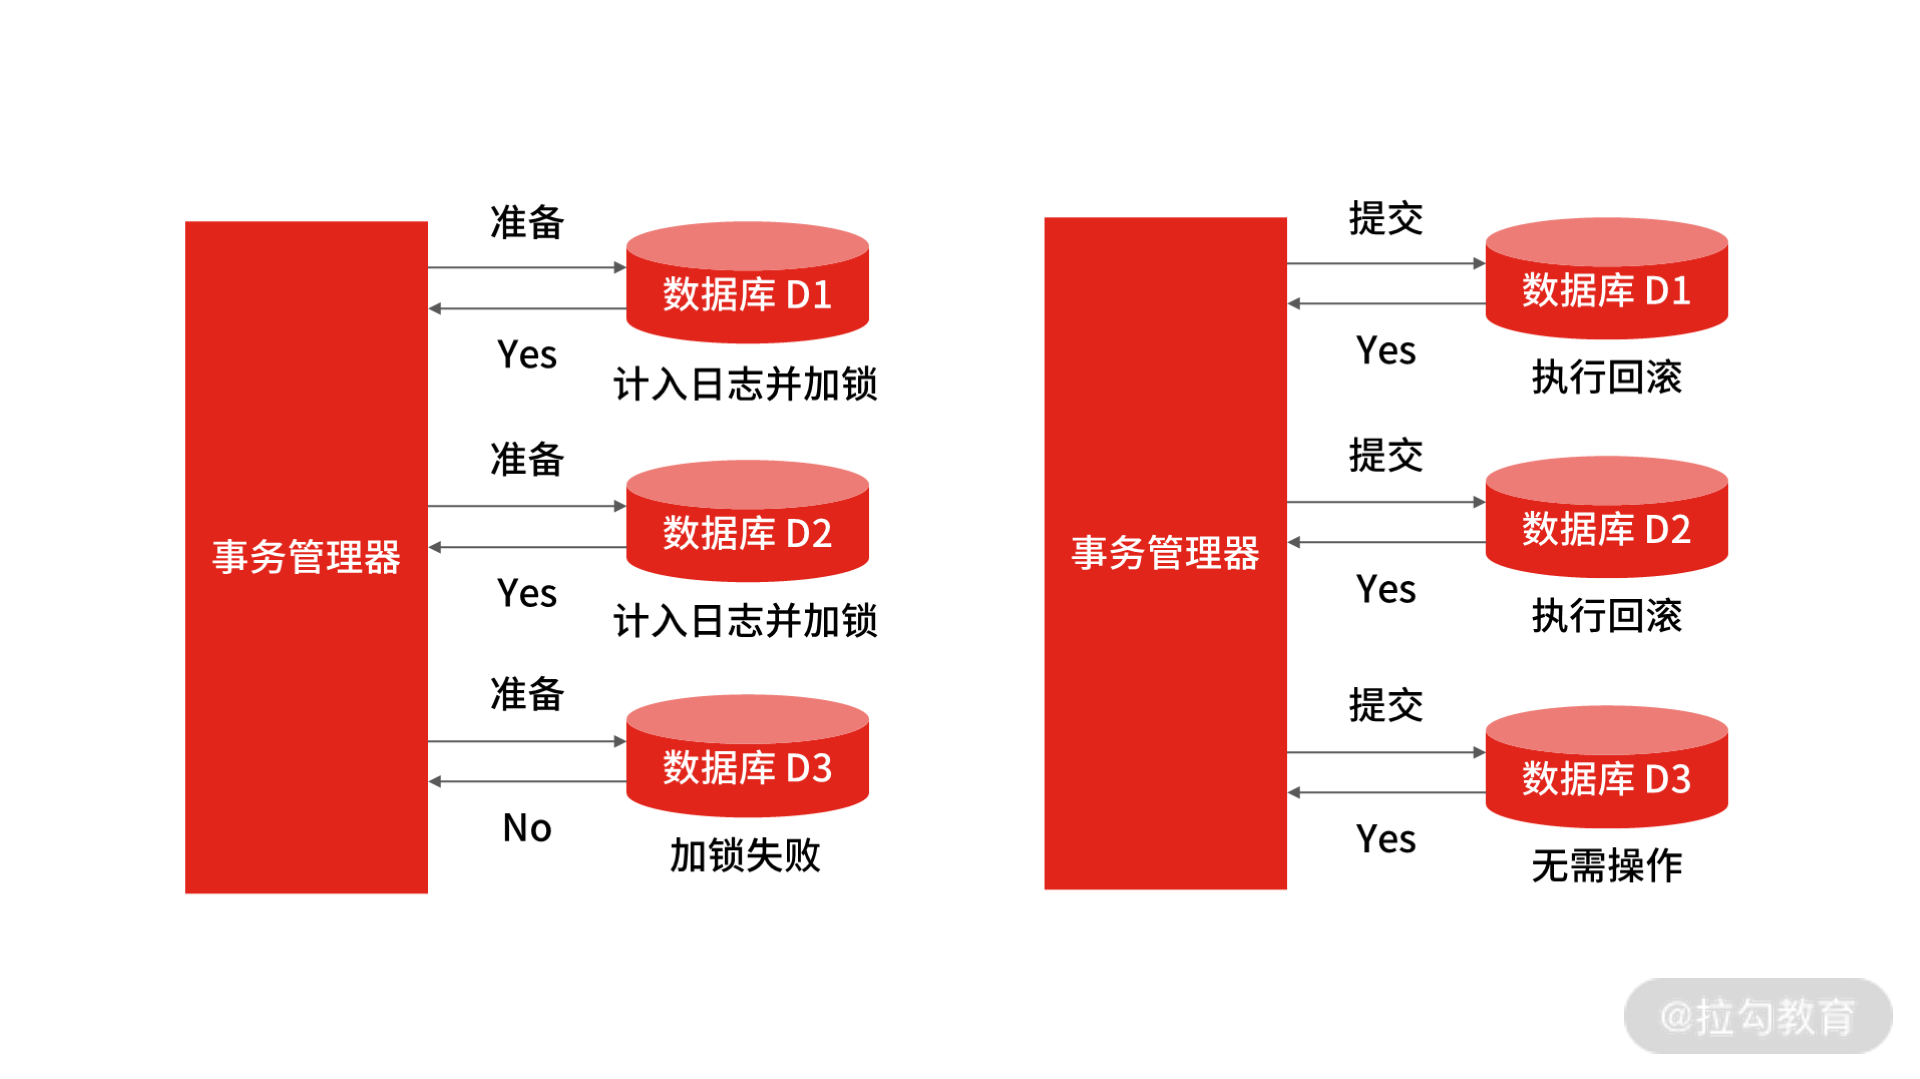 事务管理器
准备
数据库 D1
Yes
计入日志并加锁
准备
数据库 D2
Yes
计入日志并加锁
准备
数据库 D3
No
加锁失败
事务管理器
提交
数据库 D1
Yes
执行回滚
提交
数据库 D2
Yes
执行回滚
提交
数据库 D3
Yes
无需操作
@拉勾教育